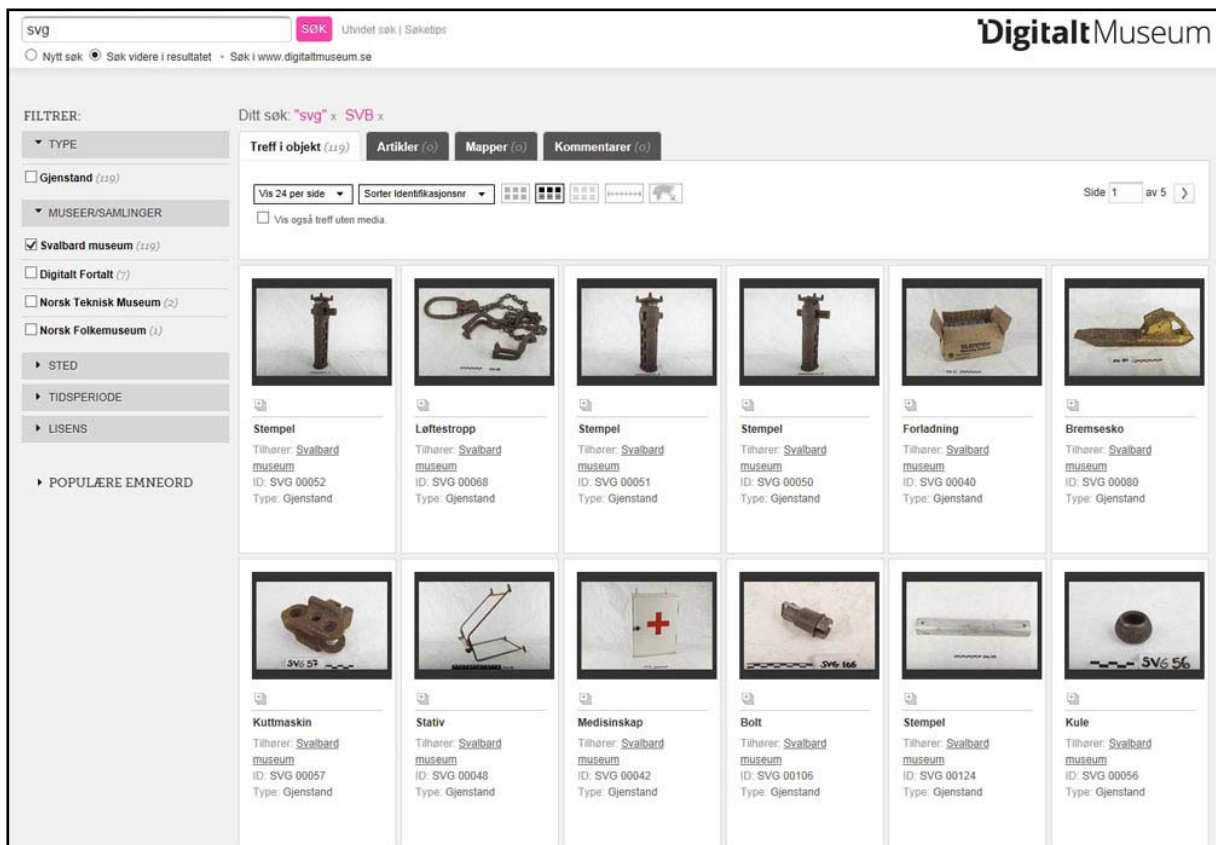 svg
SØK
Utvidet søk | Søketips
Nytt søk
Søk videre i resultatet
Søk i www.digitaltmuseum.se
DigitaltMuseum
FILTRER:
TYPE
Gjenstand (119)
MUSEER/SAMLINGER
Svalbard museum (119)
Digitalt Fortalt (7)
Norsk Teknisk Museum (2)
Norsk Folkemuseum (1)
STED
TIDSPERIODE
LISENS
POPULÆRE EMNEORD
Ditt søk: "svg" x SVB x
Treff i objekt (119)
Artikler (0)
Mapper (0)
Kommentarer (0)
Vis 24 per side
Sorter Identifikasjonsnr
Side 1 av 5
Vis også treff uten media.
Stempel
Tilhører: Svalbard
museum
ID: SVG 00052
Type: Gjenstand
Løftestropp
Tilhører: Svalbard
museum
ID: SVG 00068
Type: Gjenstand
Stempel
Tilhører: Svalbard
museum
ID: SVG 00051
Type: Gjenstand
Stempel
Tilhører: Svalbard
museum
ID: SVG 00050
Type: Gjenstand
Forladning
Tilhører: Svalbard
museum
ID: SVG 00040
Type: Gjenstand
Bremsesko
Tilhører: Svalbard
museum
ID: SVG 00080
Type: Gjenstand
SVG 57
Kuttmaskin
Tilhører: Svalbard
museum
ID: SVG 00057
Type: Gjenstand
Stativ
Tilhører: Svalbard
museum
ID: SVG 00048
Type: Gjenstand
Medisinskap
Tilhører: Svalbard
museum
ID: SVG 00042
Type: Gjenstand
SVG 166
Bolt
Tilhører: Svalbard
museum
ID: SVG 00106
Type: Gjenstand
Stempel
Tilhører: Svalbard
museum
ID: SVG 00124
Type: Gjenstand
SVG 56
Kule
Tilhører: Svalbard
museum
ID: SVG 00056
Type: Gjenstand